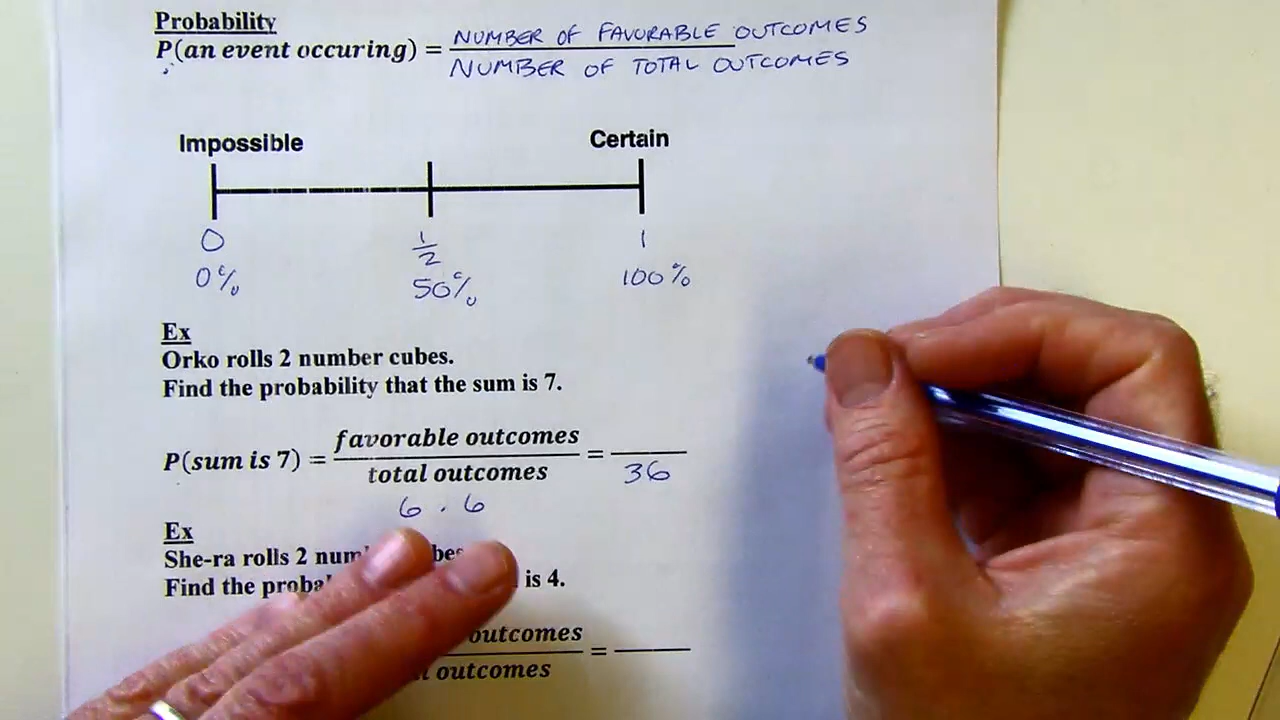 Probability
P(an event occuring) = NUMBER OF FAVORABLE OUTCOMES
NUMBER OF TOTAL OUTCOMES
Impossible Certain
0 1/2 1
0% 50% 100%
Ex
Orko rolls 2 number cubes.
Find the probability that the sum is 7.
P(sum is 7) = favorable outcomes = 
total outcomes 36
6 . 6
Ex
She-ra rolls 2
Find the is 4.
outcomes =
outcomes